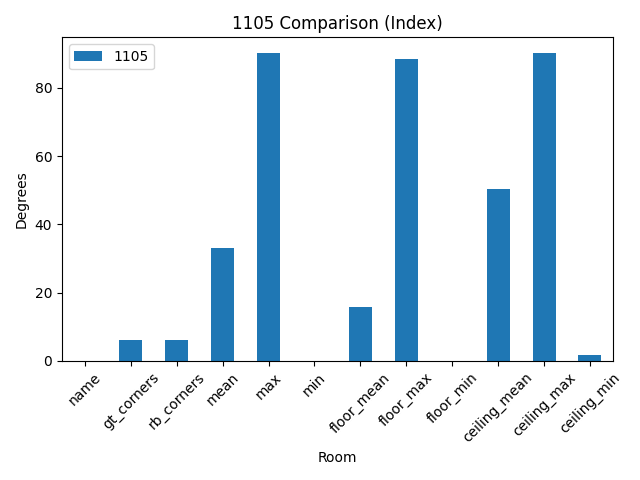 1105 Comparison (Index)
1105
Degrees
80
60
40
20
0
name
gt_corners
rb_corners
mean
max
min
floor_mean
floor_max
floor_min
ceiling_mean
ceiling_max
ceiling_min
Room